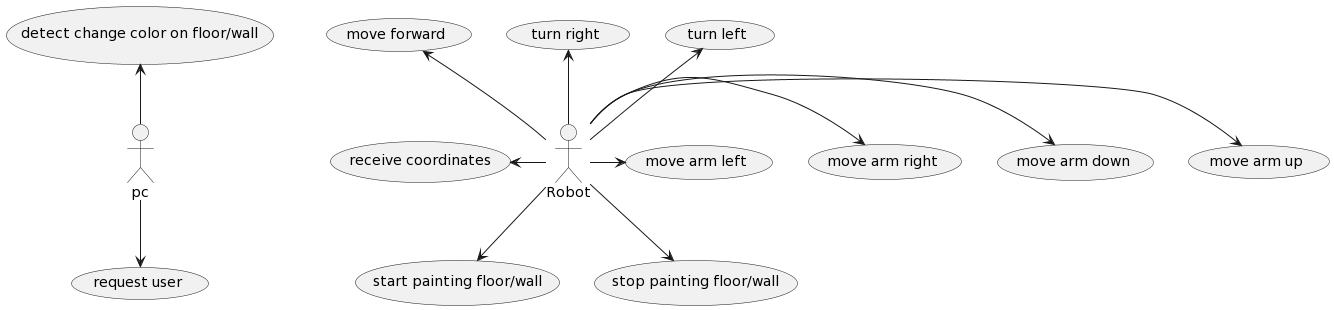 detect change color on floor/wall
move forward
turn right
turn left
receive coordinates
move arm left
move arm right
move arm down
move arm up
pc
Robot
request user
start painting floor/wall
stop painting floor/wall